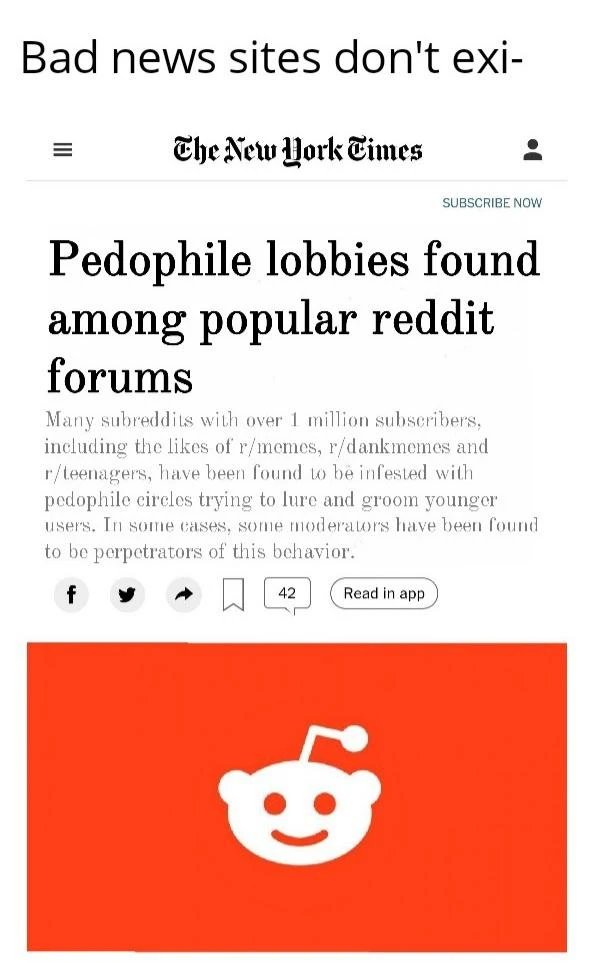 Bad news sites don't exi-
The New York Times
SUBSCRIBE NOW
Pedophile lobbies found
among popular reddit
forums
Many subreddits with over 1 million subscribers,
including the likes of r/memes, r/dankmemes and
r/teenagers, have been found to be infested with
pedophile circles trying to lure and groom younger
users. In some cases, some moderators have been found
to be perpetrators of this behavior.
42
Read in app